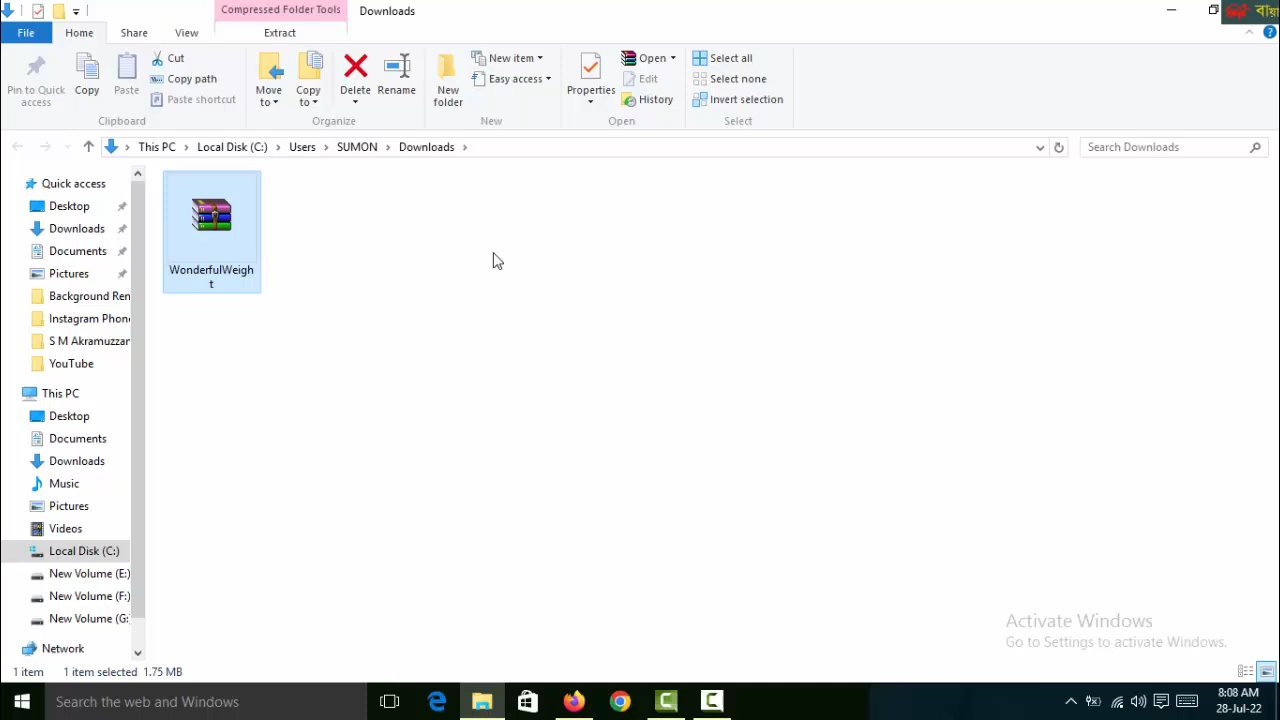 Compressed Folder Tools
Downloads
বায়া
File
Home
Share
View
Extract
Pin to Quick access
Copy
Paste
Cut
Copy path
Paste shortcut
Move to
Copy to
Delete
Rename
New folder
New item
Easy access
Properties
Open
Edit
History
Select all
Select none
Invert selection
Clipboard
Organize
New
Open
Select
This PC
Local Disk (C:)
Users
SUMON
Downloads
Search Downloads
Quick access
Desktop
Downloads
Documents
Pictures
Background Ren
Instagram Phone
S M Akramuzzar
YouTube
This PC
Desktop
Documents
Downloads
Music
Pictures
Videos
Local Disk (C:)
New Volume (E:)
New Volume (F:)
New Volume (G:
Network
WonderfulWeigh
t
Activate Windows
Go to Settings to activate Windows.
1 item
1 item selected
1.75 MB
Search the web and Windows
8:08 AM
28-Jul-22